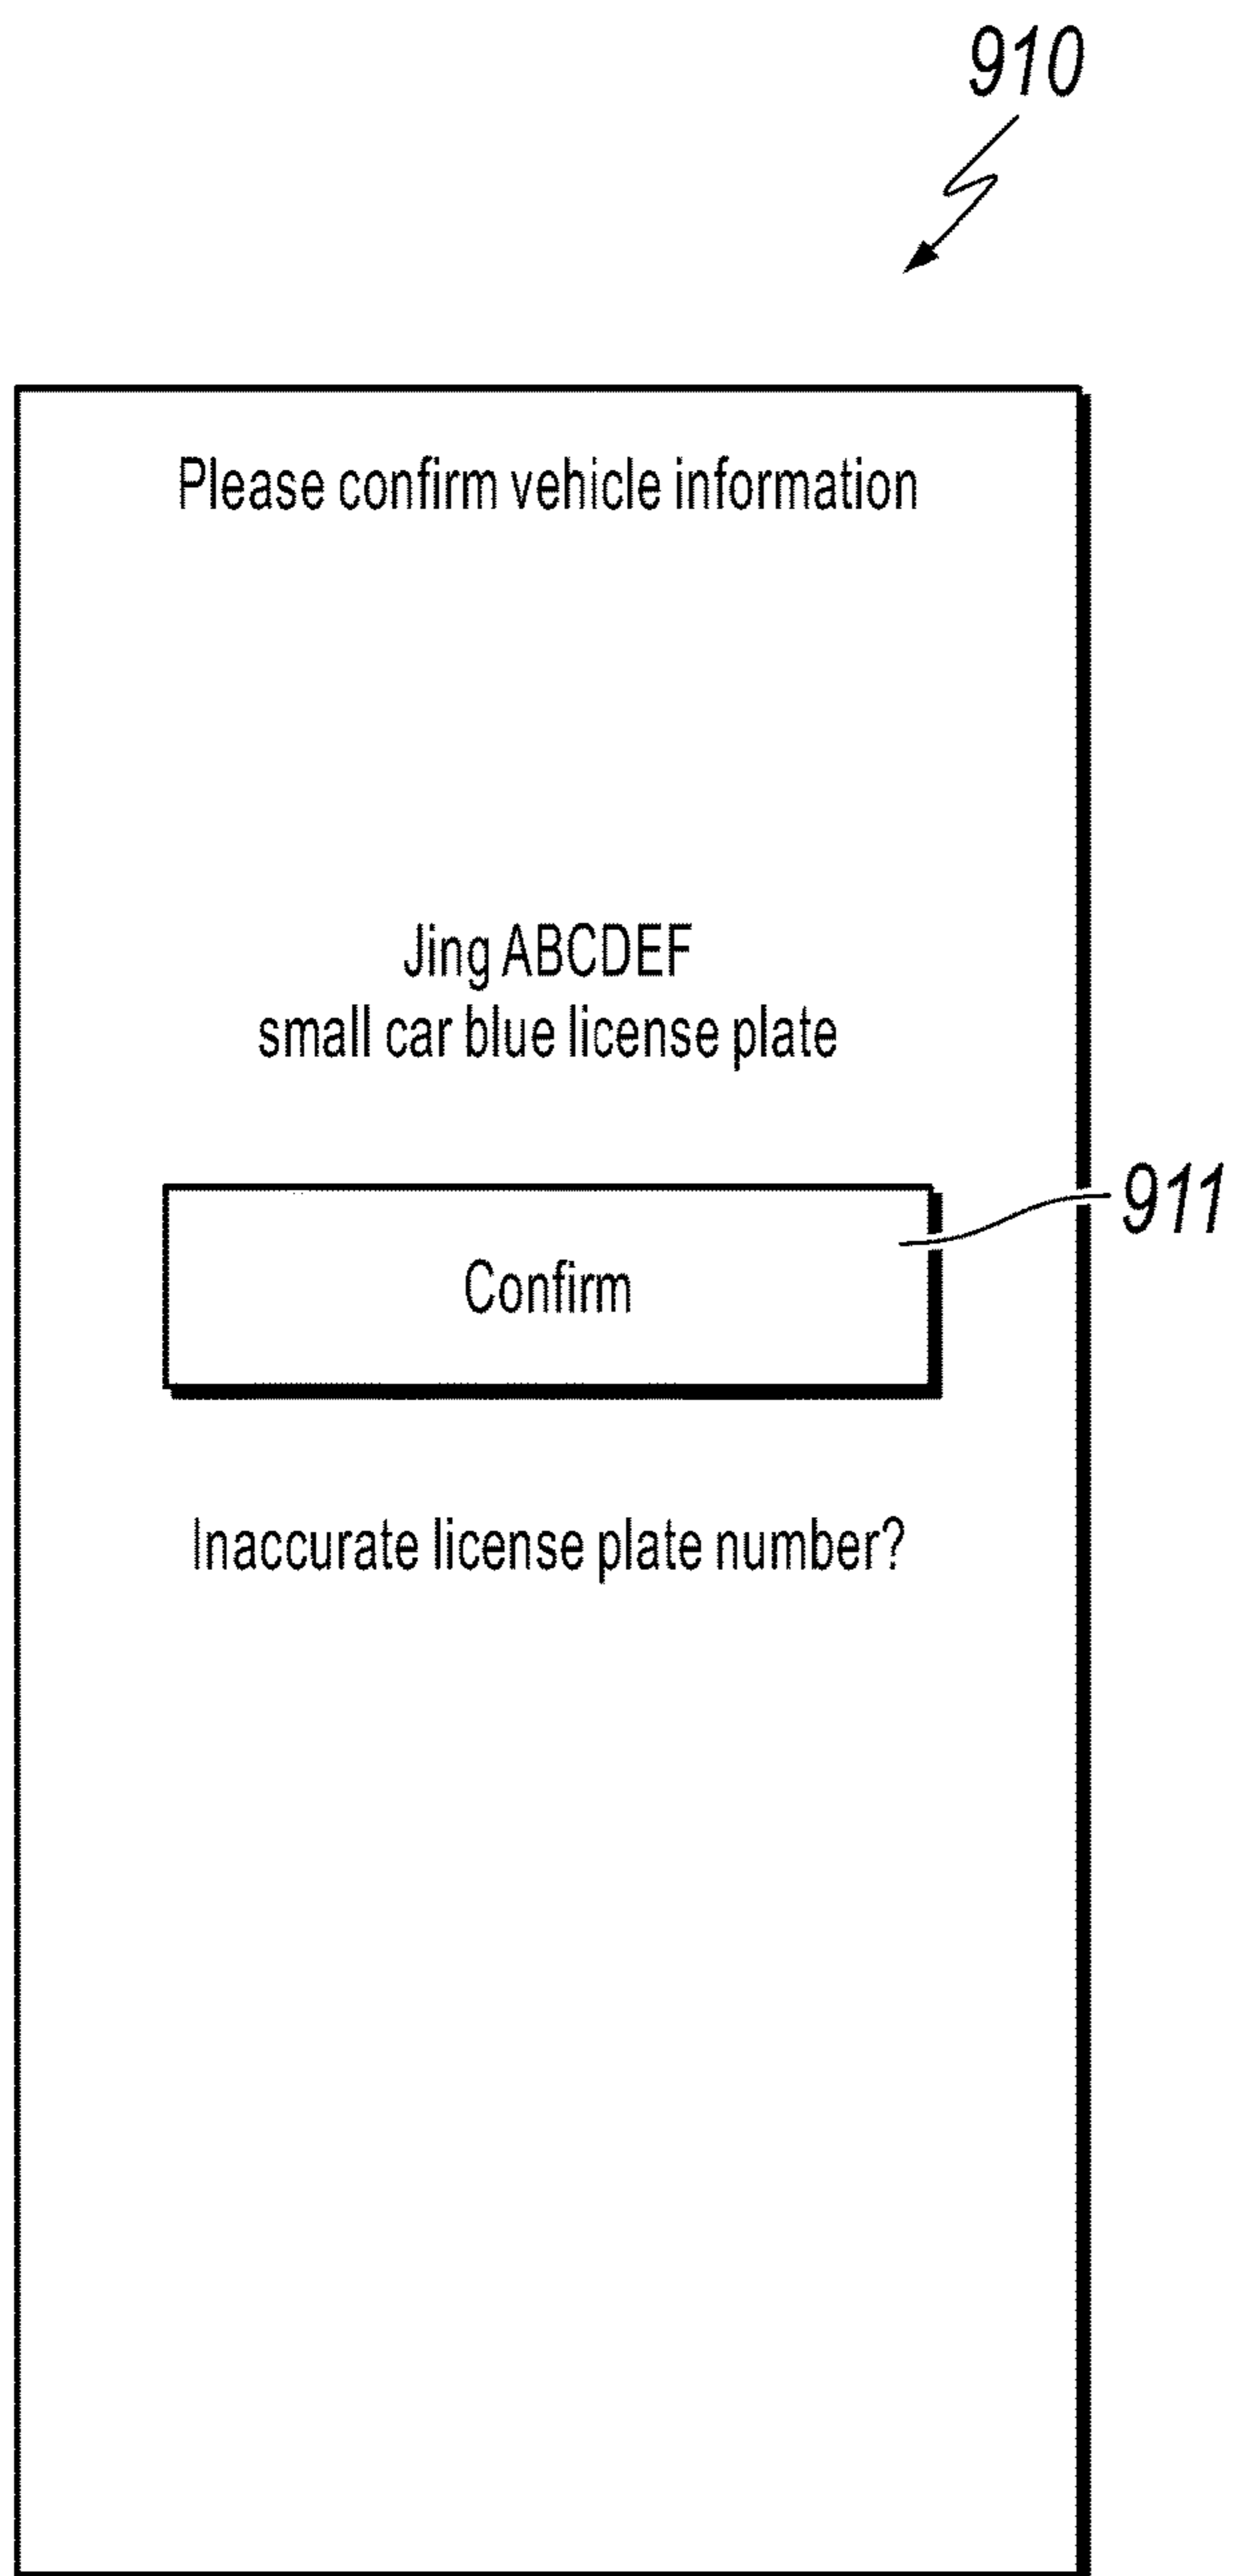 910
Please confirm vehicle information
Jing ABCDEF
small car blue license plate
911
Confirm
Inaccurate license plate number?